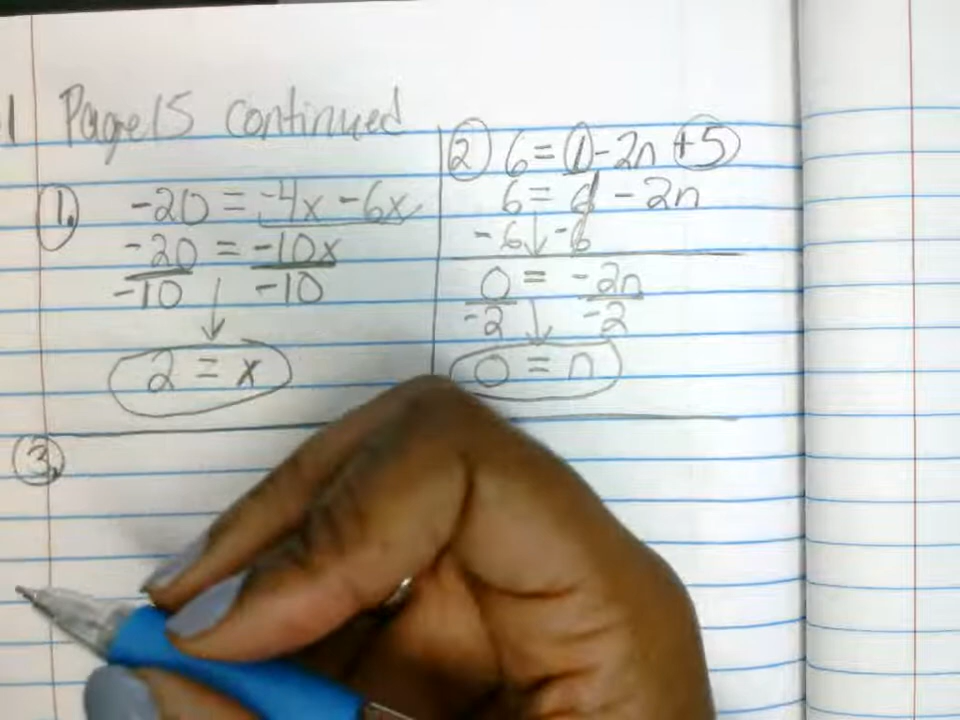 1 Page 15 continued
1. -20 = -4x - 6x
-20 = -10x
-10 -10
2 = x
2 6 = 1 - 2n + 5
6 = 6 - 2n
-6 -6
0 = -2n
-2 -2
0 = n
3.